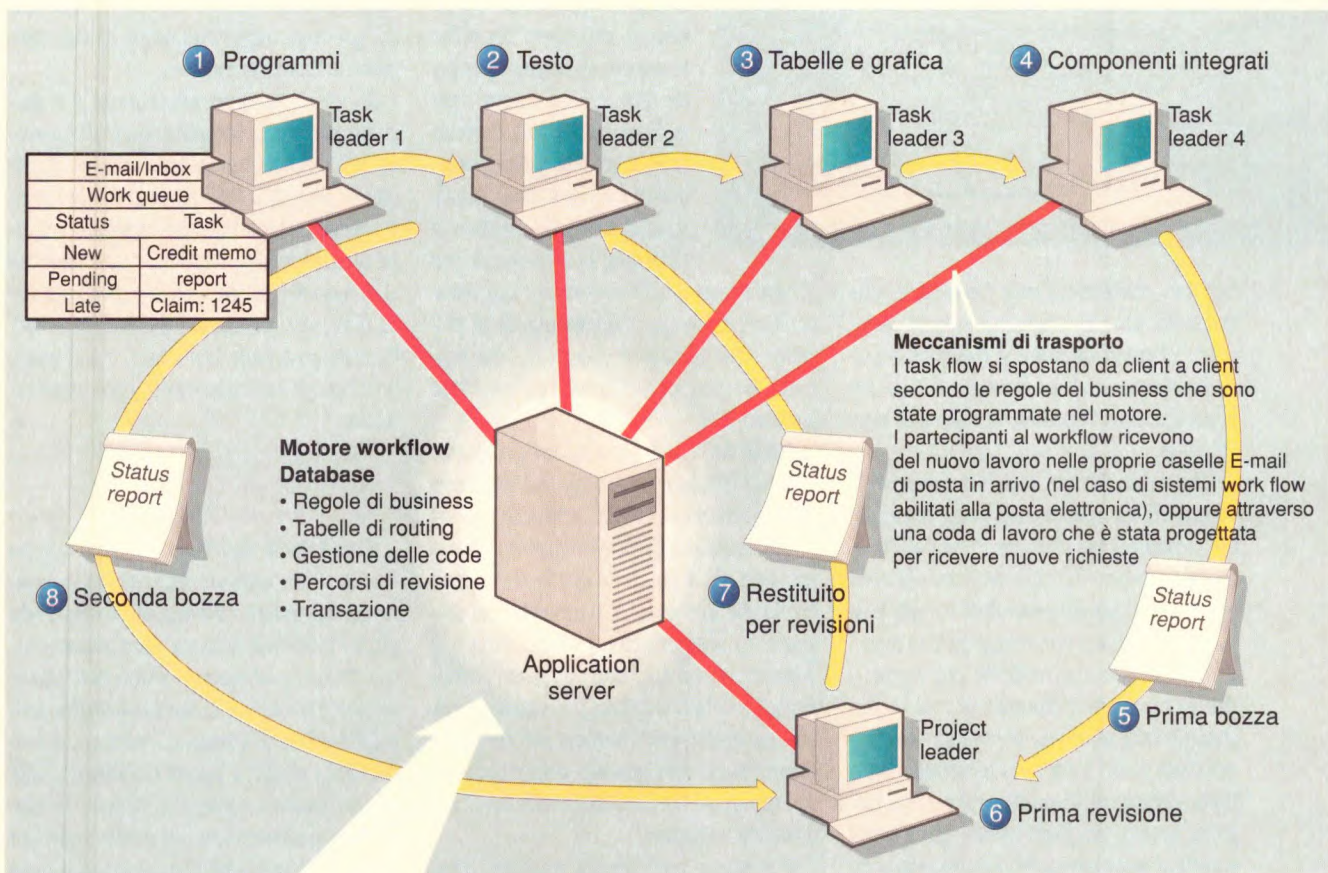 1 Programmi
2 Testo
3 Tabelle e grafica
4 Componenti integrati
Task
leader 1
Task
leader 2
Task
leader 3
Task
leader 4
E-mail/Inbox
Work queue
Status Task
New Credit memo
Pending report
Late Claim: 1245
Meccanismi di trasporto
I task flow si spostano da client a client
secondo le regole del business che sono
state programmate nel motore.
I partecipanti al workflow ricevono
del nuovo lavoro nelle proprie caselle E-mail
di posta in arrivo (nel caso di sistemi work flow
abilitati alla posta elettronica), oppure attraverso
una coda di lavoro che è stata progettata
per ricevere nuove richieste
Status
report
Motore workflow
Database
• Regole di business
• Tabelle di routing
• Gestione delle code
• Percorsi di revisione
• Transazione
Status
report
Status
report
8 Seconda bozza
7 Restituito
per revisioni
Application
server
5 Prima bozza
Project
leader
6 Prima revisione